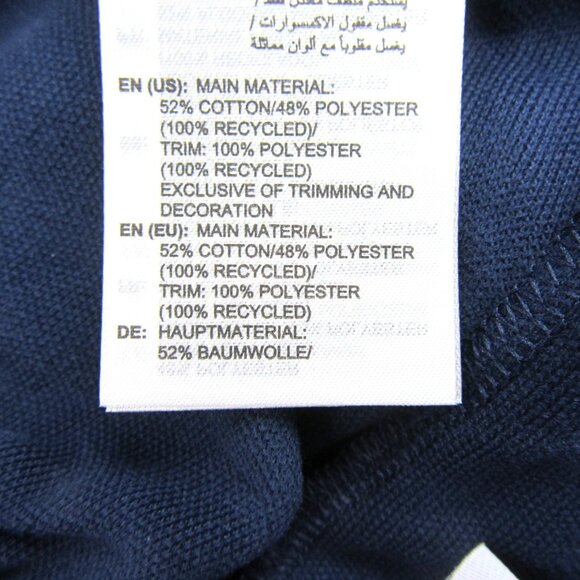 يغسل مقفول الاكسسوارات /
يغسل مقلوباً مع ألوان مماثلة
EN (US): MAIN MATERIAL:
52% COTTON/48% POLYESTER
(100% RECYCLED)/
TRIM: 100% POLYESTER
(100% RECYCLED)
EXCLUSIVE OF TRIMMING AND
DECORATION
EN (EU): MAIN MATERIAL:
52% COTTON/48% POLYESTER
(100% RECYCLED)/
TRIM: 100% POLYESTER
(100% RECYCLED)
DE: HAUPTMATERIAL:
52% BAUMWOLLE/